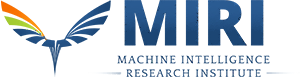 MIRI
MACHINE INTELLIGENCE
RESEARCH INSTITUTE